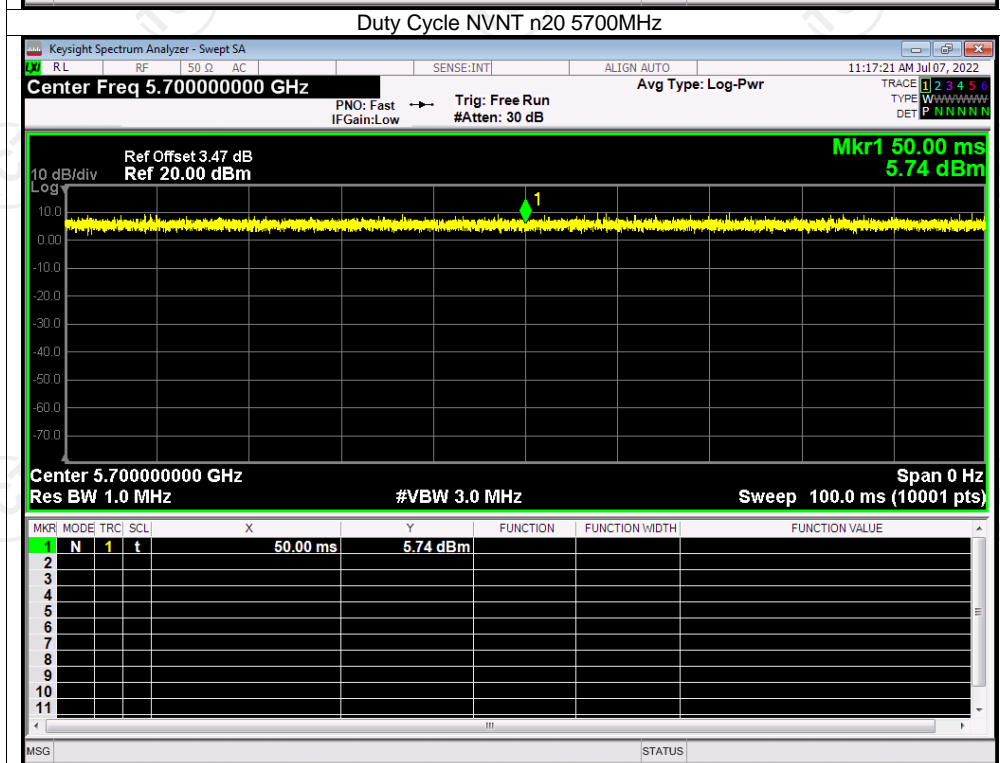 Duty Cycle NVNT n20 5700MHz
Keysight Spectrum Analyzer - Swept SA
LXI RL RF 50 Ω AC SENSE:INT ALIGN AUTO 11:17:21 AM Jul 07, 2022
Center Freq 5.700000000 GHz Avg Type: Log-Pwr TRACE 1 2 3 4 5 6
PNO: Fast Trig: Free Run TYPE WWWWWW
IFGain:Low #Atten: 30 dB DET P N N N N N
Mkr1 50.00 ms
5.74 dBm
Ref Offset 3.47 dB
10 dB/div Ref 20.00 dBm
Log
1
10.0
0.00
-10.0
-20.0
-30.0
-40.0
-50.0
-60.0
-70.0
Center 5.700000000 GHz Span 0 Hz
Res BW 1.0 MHz #VBW 3.0 MHz Sweep 100.0 ms (10001 pts)
MKR MODE TRC SCL X Y FUNCTION FUNCTION WIDTH FUNCTION VALUE
1 N 1 t 50.00 ms 5.74 dBm
2
3
4
5
6
7
8
9
10
11
MSG STATUS